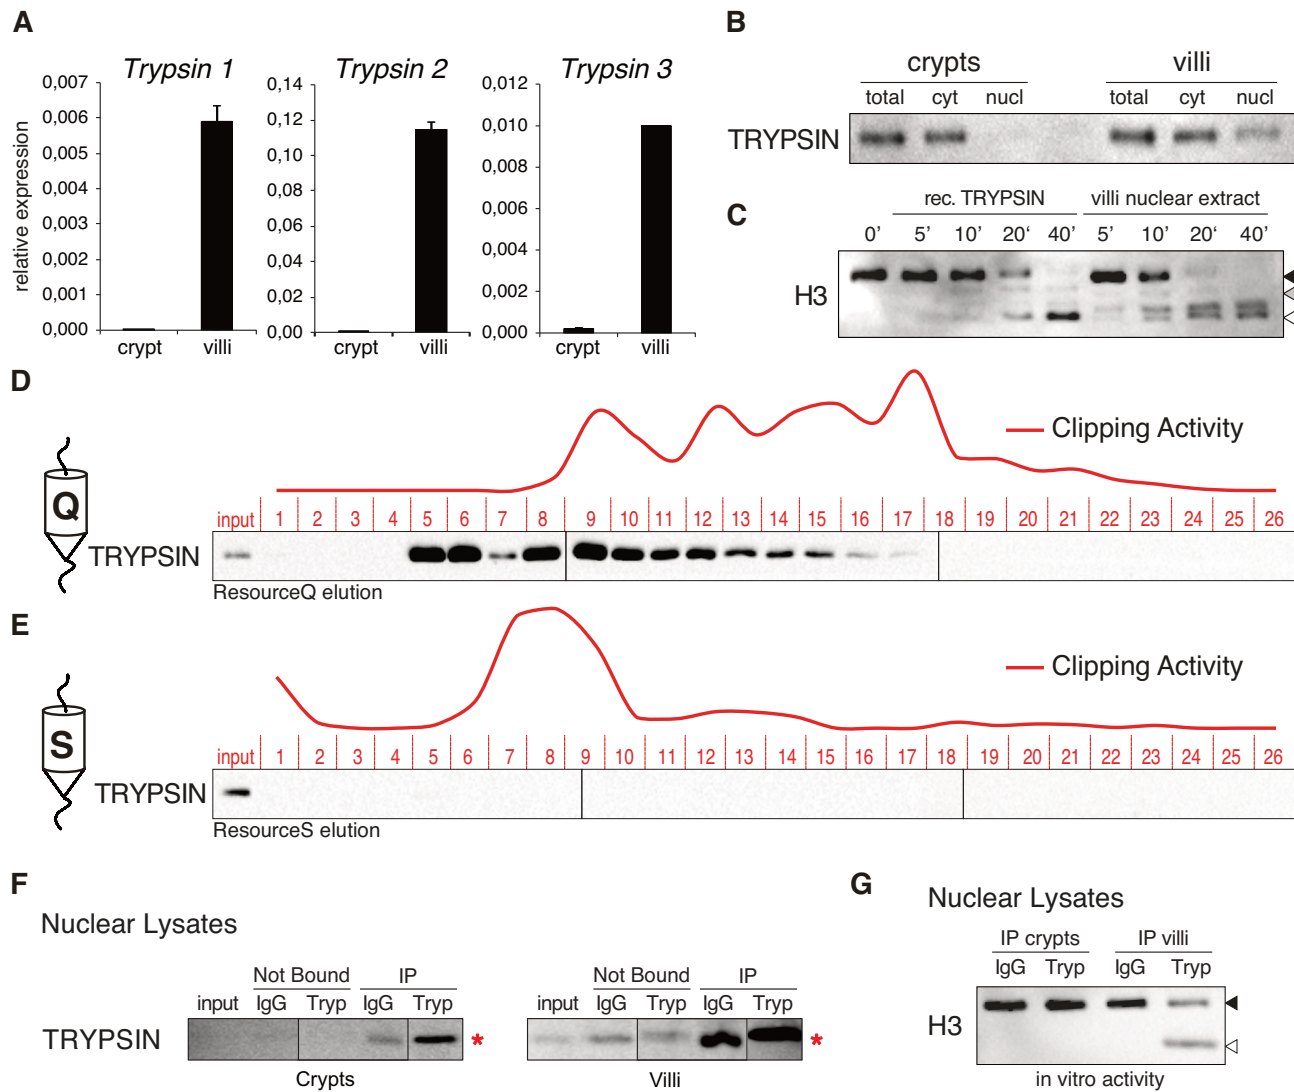 A
Trypsin 1
Trypsin 2
Trypsin 3
relative expression
0,007
0,006
0,005
0,004
0,003
0,002
0,001
0,000
crypt villi
0,14
0,12
0,10
0,08
0,06
0,04
0,02
0,00
crypt villi
0,012
0,010
0,008
0,006
0,004
0,002
0,000
crypt villi
B
crypts villi
total cyt nucl total cyt nucl
TRYPSIN
C
rec. TRYPSIN villi nuclear extract
0’ 5’ 10’ 20‘ 40’ 5’ 10’ 20‘ 40’
H3
D
Clipping Activity
Q
input 1 2 3 4 5 6 7 8 9 10 11 12 13 14 15 16 17 18 19 20 21 22 23 24 25 26
TRYPSIN
ResourceQ elution
E
Clipping Activity
S
input 1 2 3 4 5 6 7 8 9 10 11 12 13 14 15 16 17 18 19 20 21 22 23 24 25 26
TRYPSIN
ResourceS elution
F
Nuclear Lysates
Not Bound IP
input IgG Tryp IgG Tryp
TRYPSIN
*
Crypts
Not Bound IP
input IgG Tryp IgG Tryp
*
Villi
G
Nuclear Lysates
IP crypts IP villi
IgG Tryp IgG Tryp
H3
in vitro activity